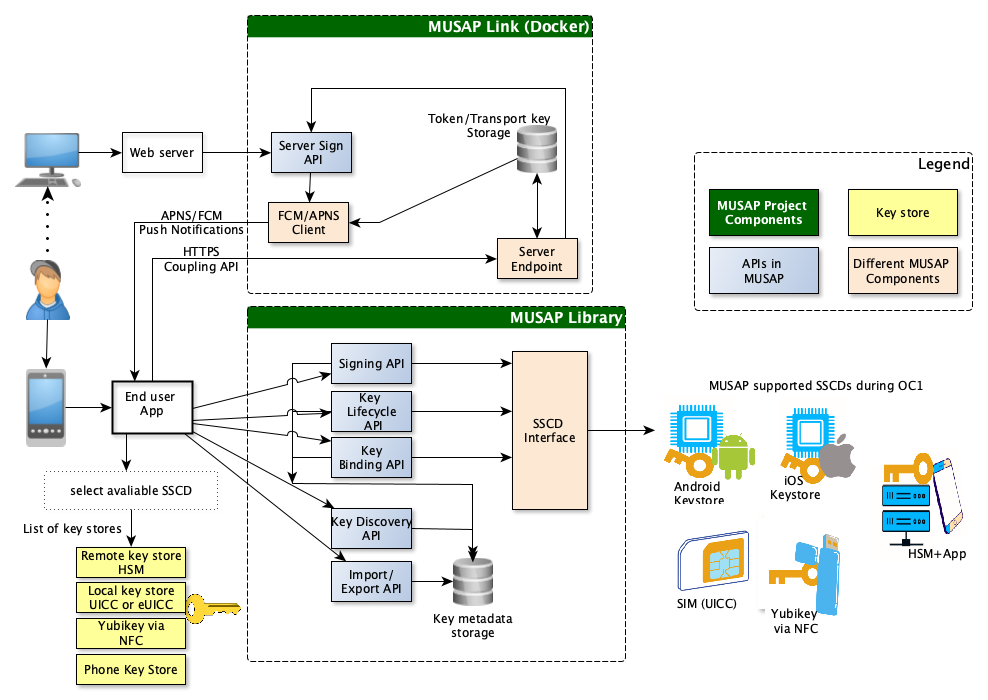 MUSAP Link (Docker)
Token/Transport key
Storage
Web server
Server Sign
API
Legend
MUSAP Project
Components
Key store
APIs in
MUSAP
Different MUSAP
Components
APNS/FCM
Push Notifications
FCM/APNS
Client
HTTPS
Coupling API
Server
Endpoint
MUSAP Library
Signing API
Key
Lifecycle
API
Key
Binding API
SSCD
Interface
End user
App
MUSAP supported SSCDs during OC1
Android
Keystore
iOS
Keystore
HSM+App
SIM (UICC)
Yubikey
via NFC
select avaliable SSCD
List of key stores
Key Discovery
API
Import/
Export API
Key metadata
storage
Remote key store
HSM
Local key store
UICC or eUICC
Yubikey via
NFC
Phone Key Store